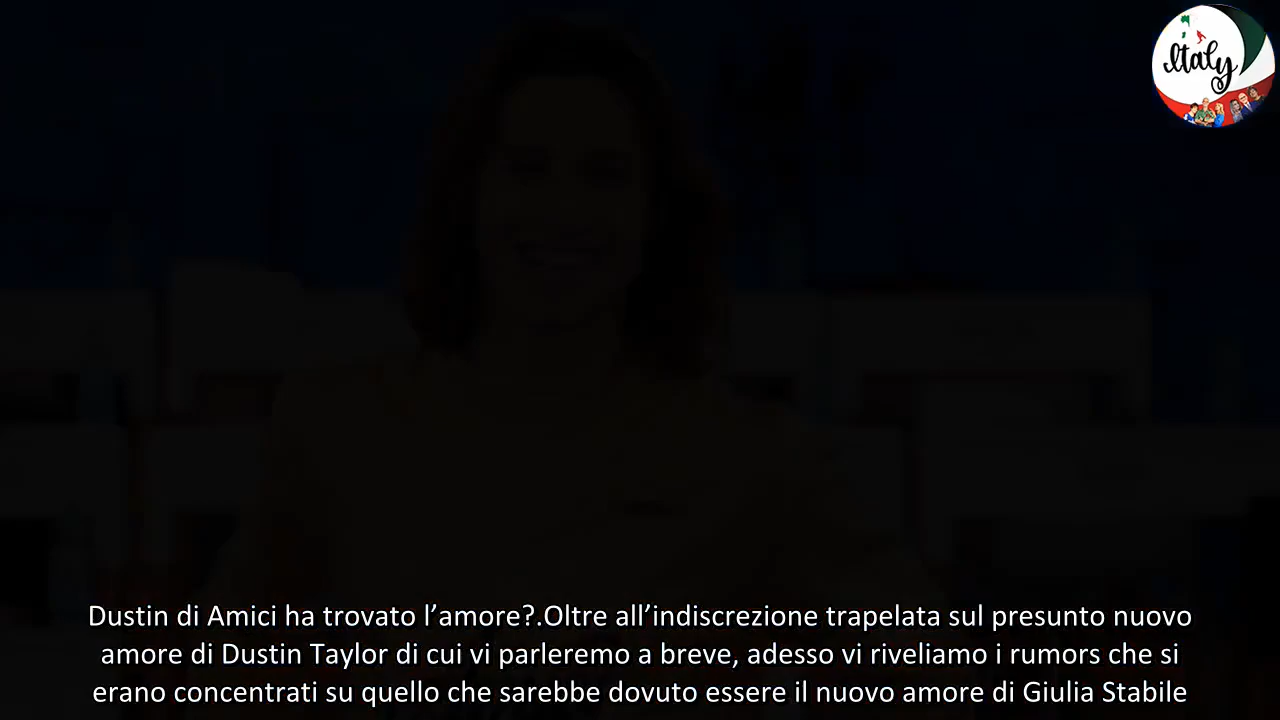 Italy
Dustin di Amici ha trovato l’amore?.Oltre all’indiscrezione trapelata sul presunto nuovo
amore di Dustin Taylor di cui vi parleremo a breve, adesso vi riveliamo i rumors che si
erano concentrati su quello che sarebbe dovuto essere il nuovo amore di Giulia Stabile